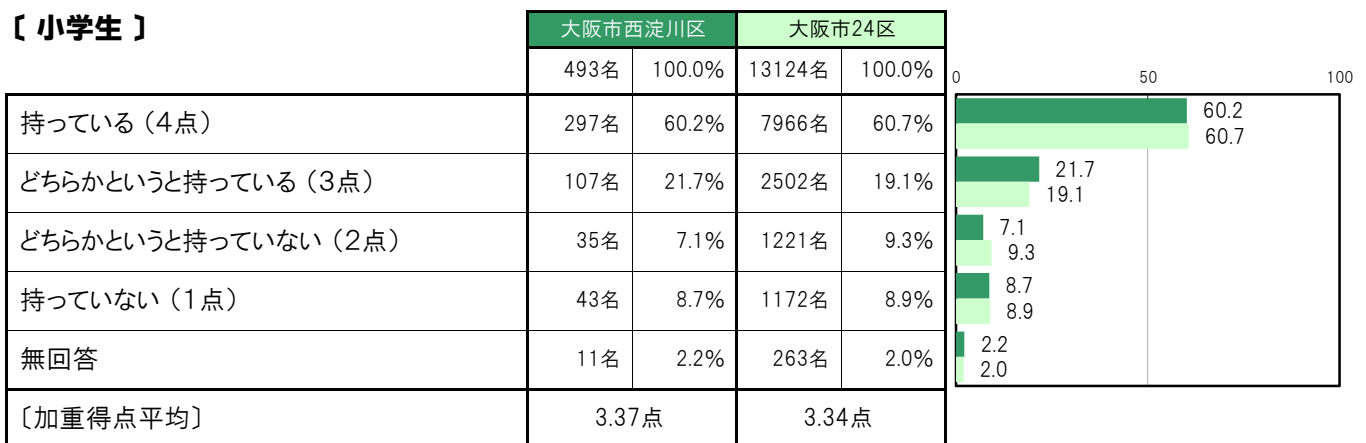 〔 小学生 〕
大阪市西淀川区 大阪市24区
493名 100.0% 13124名 100.0%
0 50 100
持っている（4点） 297名 60.2% 7966名 60.7%
60.2
60.7
どちらかというと持っている（3点） 107名 21.7% 2502名 19.1%
21.7
19.1
どちらかというと持っていない（2点） 35名 7.1% 1221名 9.3%
7.1
9.3
持っていない（1点） 43名 8.7% 1172名 8.9%
8.7
8.9
無回答 11名 2.2% 263名 2.0%
2.2
2.0
〔加重得点平均〕 3.37点 3.34点